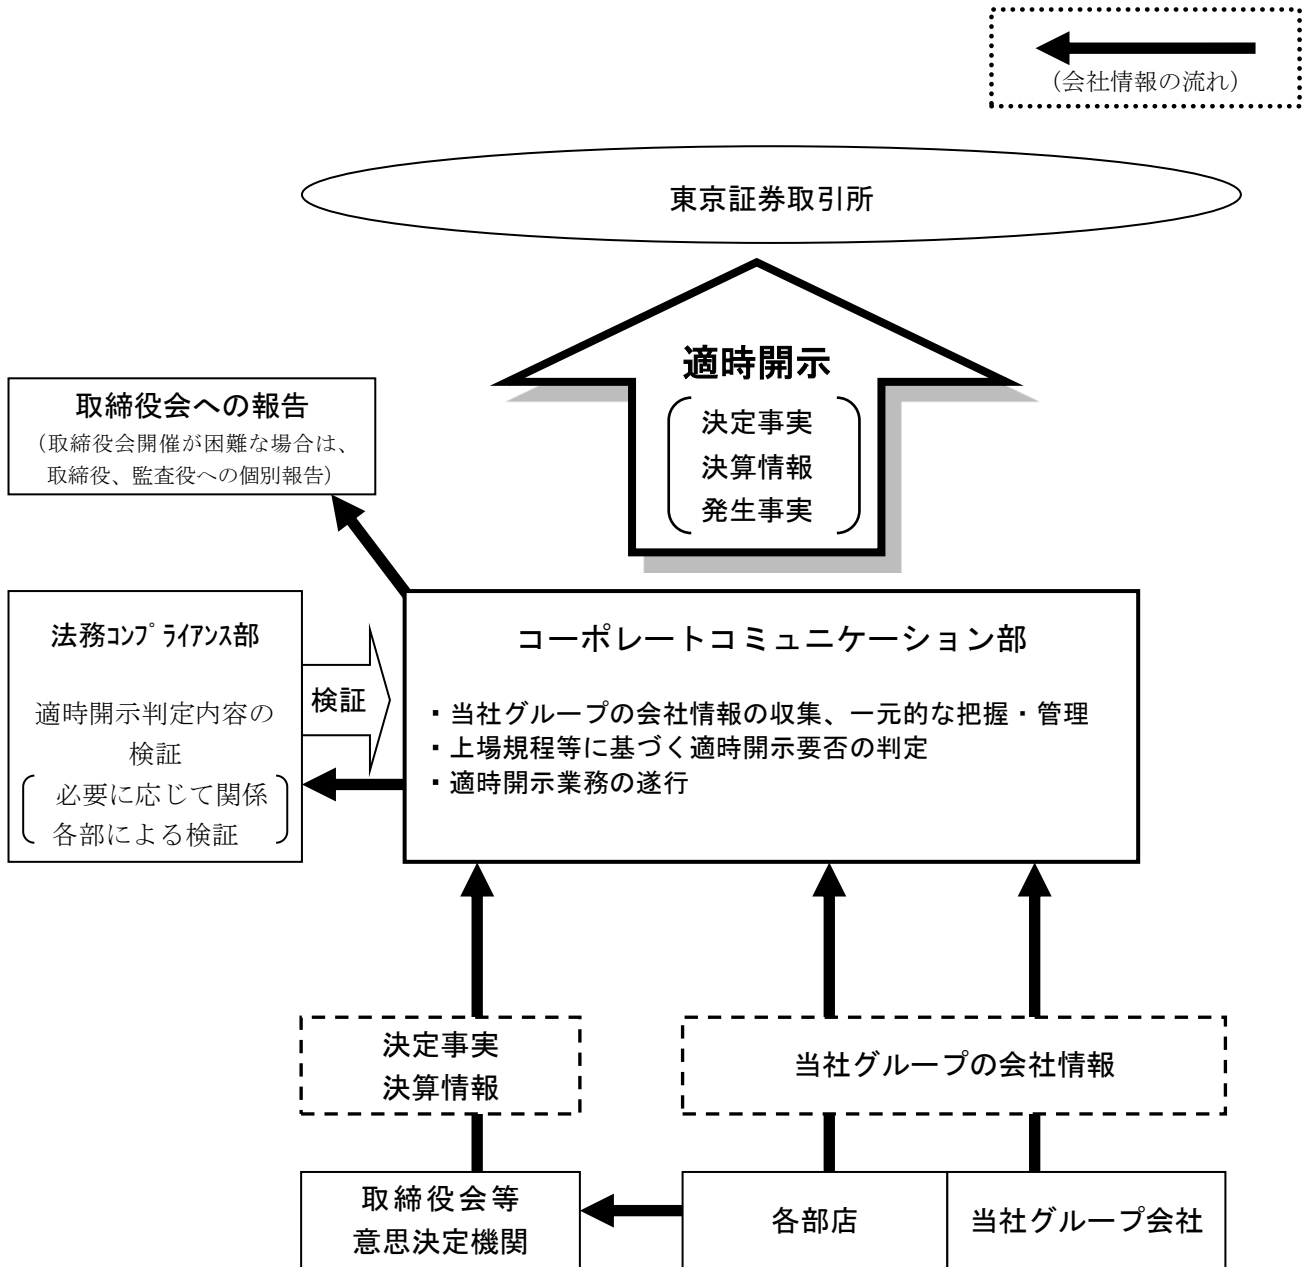 （会社情報の流れ）
東京証券取引所
適時開示
決定事実
決算情報
発生事実
取締役会への報告
（取締役会開催が困難な場合は、
取締役、監査役への個別報告）
法務ｺﾝﾌﾟﾗｲｱﾝｽ部
適時開示判定内容の
検証
必要に応じて関係
各部による検証
検証
コーポレートコミュニケーション部
・当社グループの会社情報の収集、一元的な把握・管理
・上場規程等に基づく適時開示要否の判定
・適時開示業務の遂行
決定事実
決算情報
当社グループの会社情報
取締役会等
意思決定機関
各部店
当社グループ会社